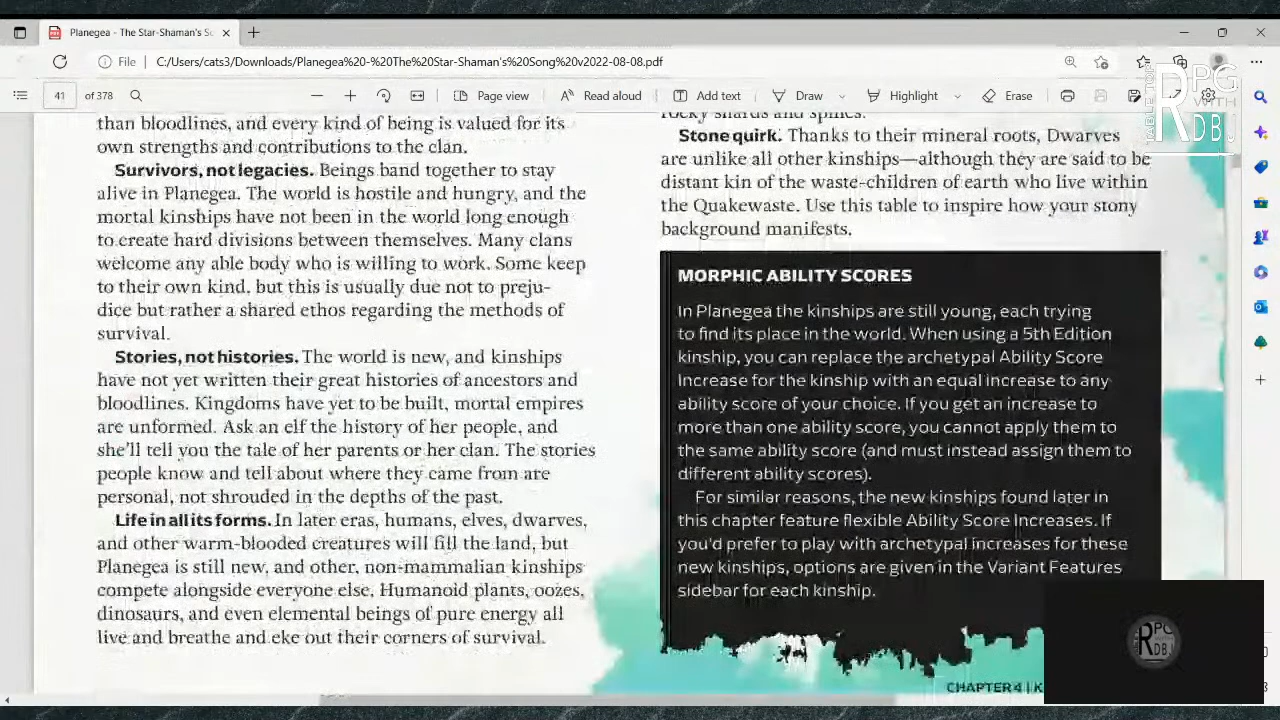 Planegea - The Star-Shaman's So
File
C:/Users/cats3/Downloads/Planegea%20-%20The%20Star-Shaman's%20Song%20v2022-08-08.pdf
41 of 378
Page view
Read aloud
Add text
Draw
Highlight
Erase
than bloodlines, and every kind of being is valued for its
own strengths and contributions to the clan.
Survivors, not legacies. Beings band together to stay
alive in Planegea. The world is hostile and hungry, and the
mortal kinships have not been in the world long enough
to create hard divisions between themselves. Many clans
welcome any able body who is willing to work. Some keep
to their own kind, but this is usually due not to preju-
dice but rather a shared ethos regarding the methods of
survival.
Stories, not histories. The world is new, and kinships
have not yet written their great histories of ancestors and
bloodlines. Kingdoms have yet to be built, mortal empires
are unformed. Ask an elf the history of her people, and
she'll tell you the tale of her parents or her clan. The stories
people know and tell about where they came from are
personal, not shrouded in the depths of the past.
Life in all its forms. In later eras, humans, elves, dwarves,
and other warm-blooded creatures will fill the land, but
Planegea is still new, and other, non-mammalian kinships
compete alongside everyone else. Humanoid plants, oozes,
dinosaurs, and even elemental beings of pure energy all
live and breathe and eke out their corners of survival.
rocky shards and spines.
Stone quirk. Thanks to their mineral roots, Dwarves
are unlike all other kinships—although they are said to be
distant kin of the waste-children of earth who live within
the Quakewaste. Use this table to inspire how your stony
background manifests.
MORPHIC ABILITY SCORES
In Planegea the kinships are still young, each trying
to find its place in the world. When using a 5th Edition
kinship, you can replace the archetypal Ability Score
Increase for the kinship with an equal increase to any
ability score of your choice. If you get an increase to
more than one ability score, you cannot apply them to
the same ability score (and must instead assign them to
different ability scores).
For similar reasons, the new kinships found later in
this chapter feature flexible Ability Score Increases. If
you'd prefer to play with archetypal increases for these
new kinships, options are given in the Variant Features
sidebar for each kinship.
CHAPTER 4 | K
TABLE TOP
RPG
WITH
RDB!
RPG
RDB!